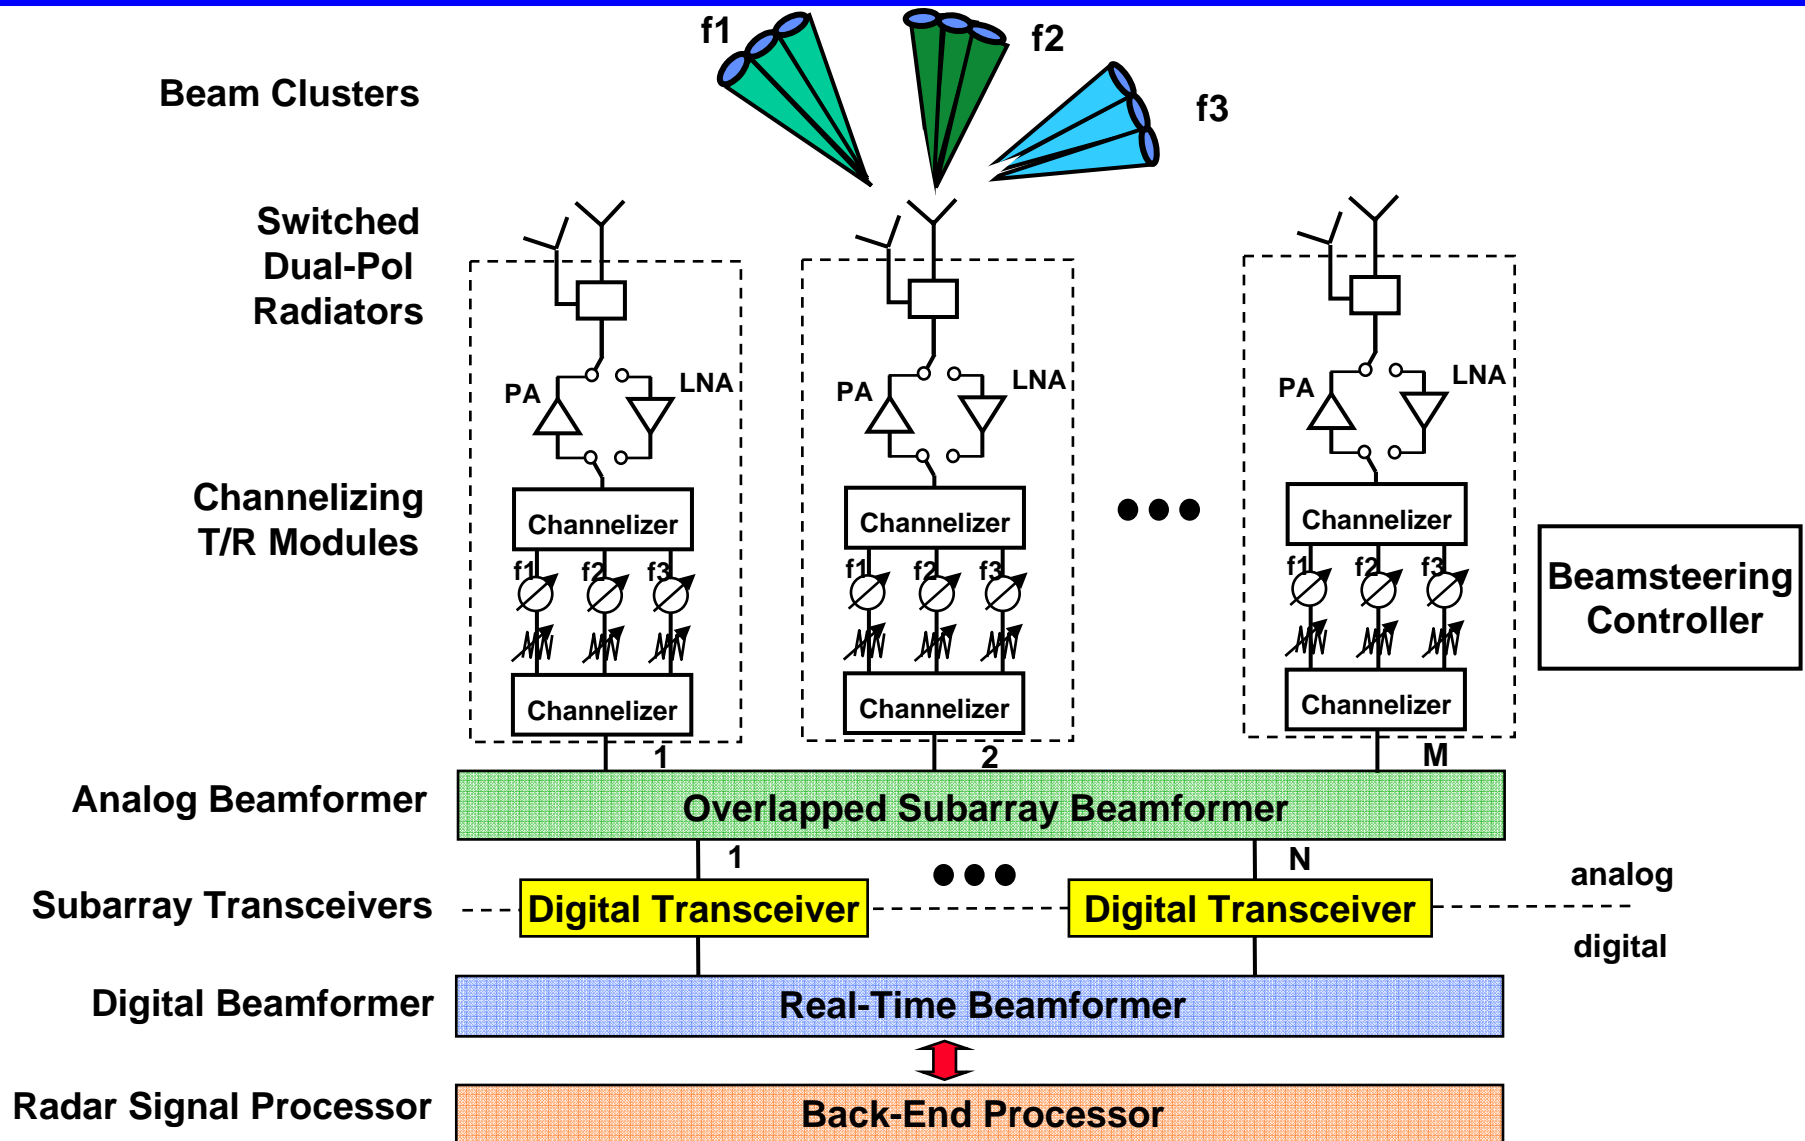 f1
f2
f3
Beam Clusters
Switched
Dual-Pol
Radiators
PA
LNA
PA
LNA
PA
LNA
Channelizing
T/R Modules
Channelizer
Channelizer
Channelizer
f1
f2
f3
f1
f2
f3
f1
f2
f3
Beamsteering
Controller
Channelizer
Channelizer
Channelizer
1
2
M
Analog Beamformer
Overlapped Subarray Beamformer
1
N
analog
Subarray Transceivers
Digital Transceiver
Digital Transceiver
digital
Digital Beamformer
Real-Time Beamformer
Radar Signal Processor
Back-End Processor